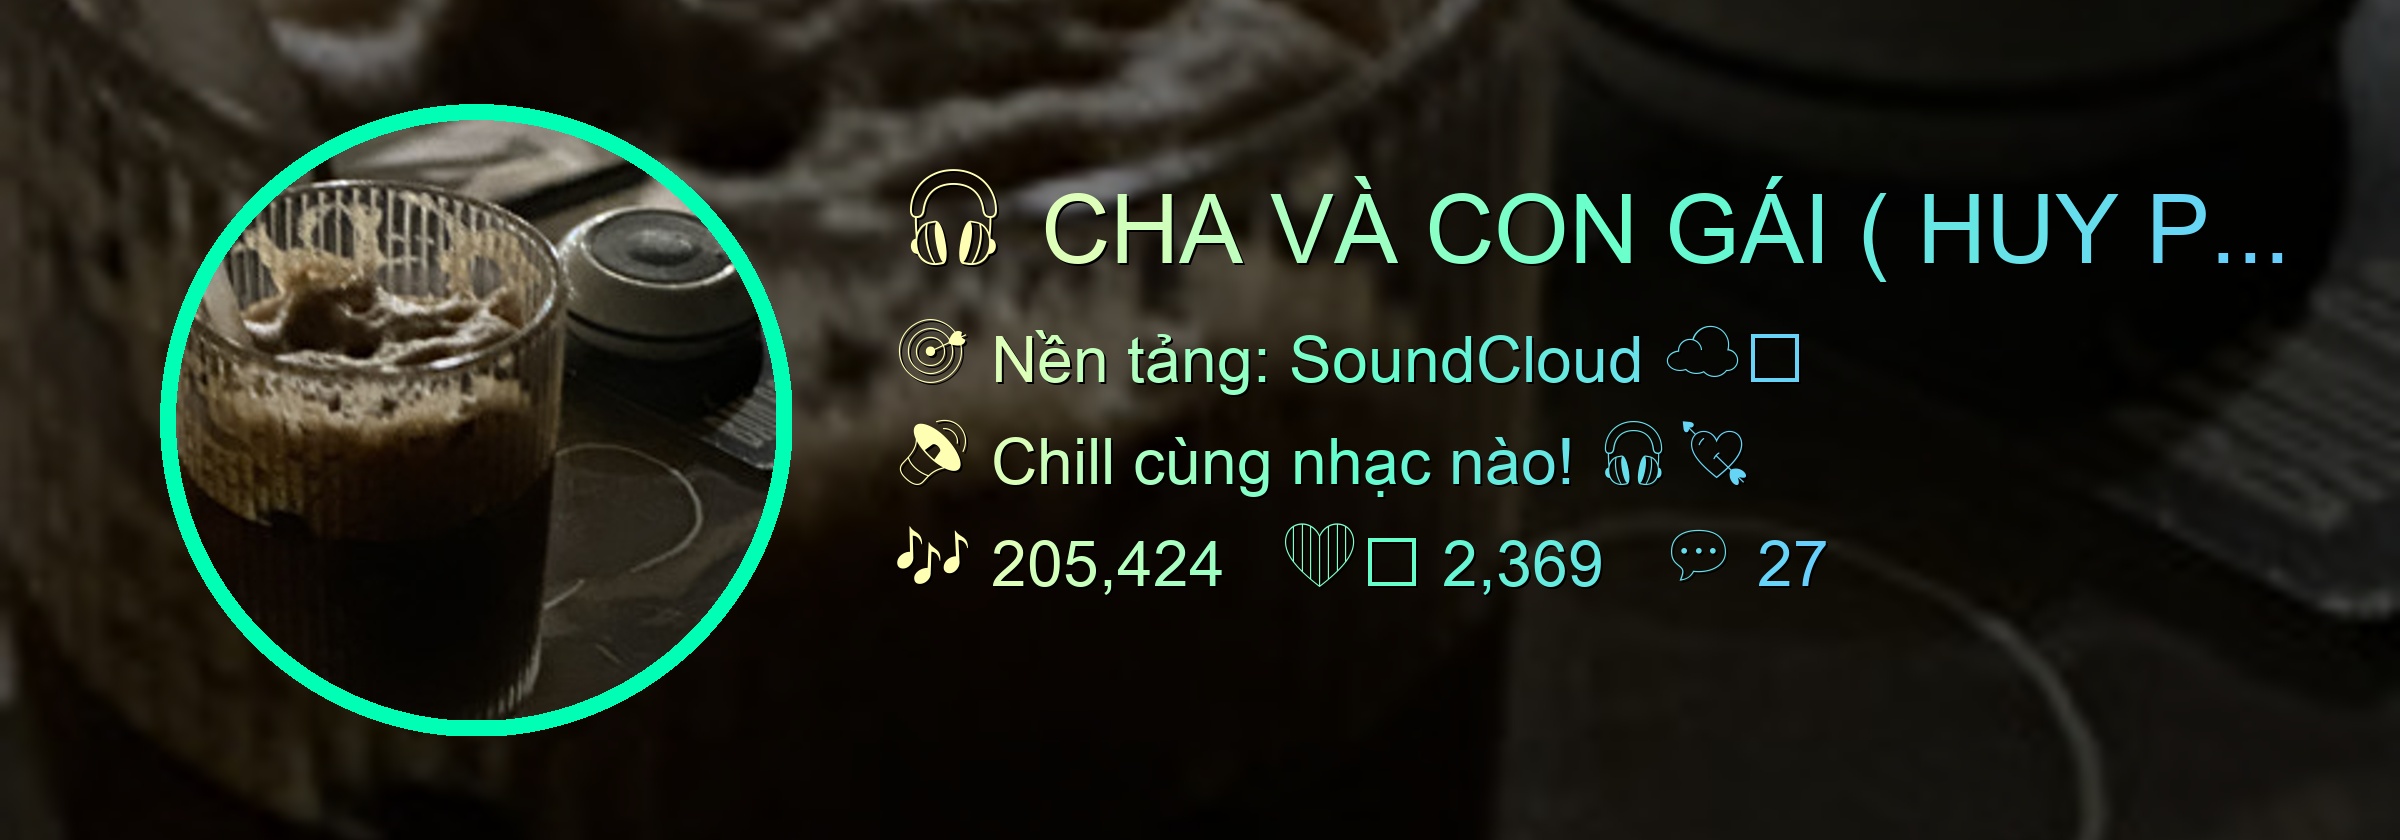 🎧 CHA VÀ CON GÁI ( HUY P...
🎯 Nền tảng: SoundCloud ☁□
🔊 Chill cùng nhạc nào! 🎧💘
🎶 205,424 ❤□ 2,369 💬 27